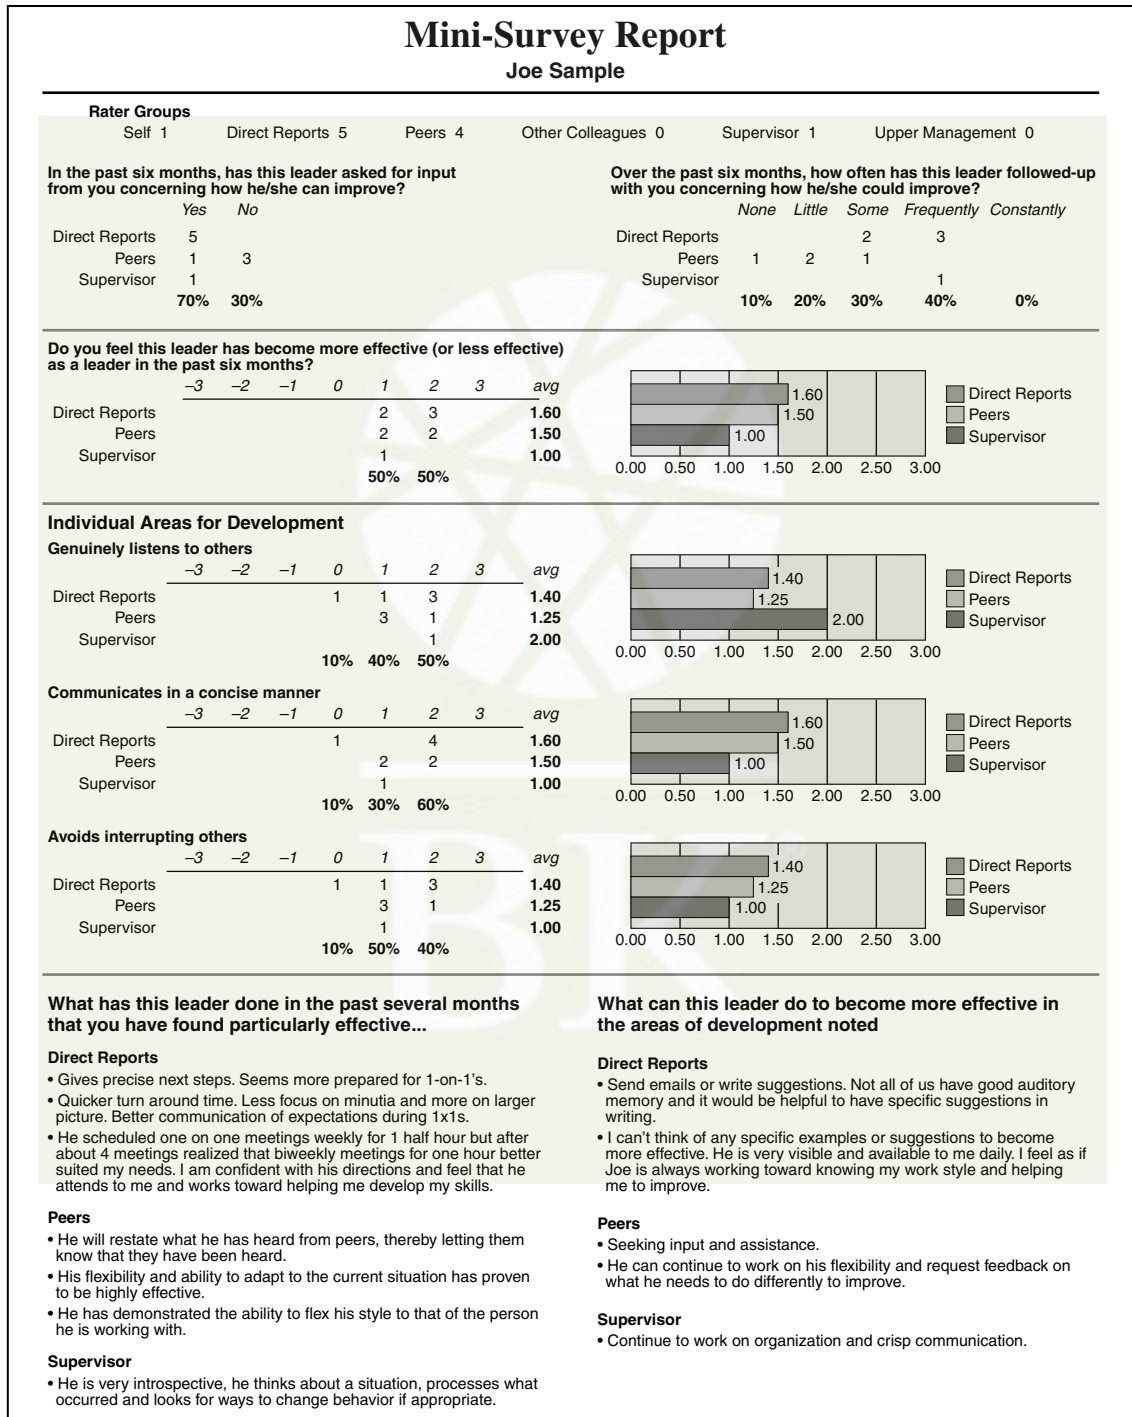 Mini-Survey Report
Joe Sample
Rater Groups
Self 1 Direct Reports 5 Peers 4 Other Colleagues 0 Supervisor 1 Upper Management 0
In the past six months, has this leader asked for input
from you concerning how he/she can improve?
Yes No
Direct Reports 5
Peers 1 3
Supervisor 1
70% 30%
Over the past six months, how often has this leader followed-up
with you concerning how he/she could improve?
None Little Some Frequently Constantly
Direct Reports 2 3
Peers 1 2 1
Supervisor 1
10% 20% 30% 40% 0%
Do you feel this leader has become more effective (or less effective)
as a leader in the past six months?
–3 –2 –1 0 1 2 3 avg
Direct Reports 2 3 1.60
Peers 2 2 1.50
Supervisor 1 1.00
50% 50%
1.60
1.50
1.00
0.00 0.50 1.00 1.50 2.00 2.50 3.00
Direct Reports
Peers
Supervisor
Individual Areas for Development
Genuinely listens to others
–3 –2 –1 0 1 2 3 avg
Direct Reports 1 1 3 1.40
Peers 3 1 1.25
Supervisor 1 2.00
10% 40% 50%
1.40
1.25
2.00
0.00 0.50 1.00 1.50 2.00 2.50 3.00
Direct Reports
Peers
Supervisor
Communicates in a concise manner
–3 –2 –1 0 1 2 3 avg
Direct Reports 1 4 1.60
Peers 2 2 1.50
Supervisor 1 1.00
10% 30% 60%
1.60
1.50
1.00
0.00 0.50 1.00 1.50 2.00 2.50 3.00
Direct Reports
Peers
Supervisor
Avoids interrupting others
–3 –2 –1 0 1 2 3 avg
Direct Reports 1 1 3 1.40
Peers 3 1 1.25
Supervisor 1 1.00
10% 50% 40%
1.40
1.25
1.00
0.00 0.50 1.00 1.50 2.00 2.50 3.00
Direct Reports
Peers
Supervisor
BK®
What has this leader done in the past several months
that you have found particularly effective...
Direct Reports
• Gives precise next steps. Seems more prepared for 1-on-1's.
• Quicker turn around time. Less focus on minutia and more on larger
picture. Better communication of expectations during 1x1s.
• He scheduled one on one meetings weekly for 1 half hour but after
about 4 meetings realized that biweekly meetings for one hour better
suited my needs. I am confident with his directions and feel that he
attends to me and works toward helping me develop my skills.
Peers
• He will restate what he has heard from peers, thereby letting them
know that they have been heard.
• His flexibility and ability to adapt to the current situation has proven
to be highly effective.
• He has demonstrated the ability to flex his style to that of the person
he is working with.
Supervisor
• He is very introspective, he thinks about a situation, processes what
occurred and looks for ways to change behavior if appropriate.
What can this leader do to become more effective in
the areas of development noted
Direct Reports
• Send emails or write suggestions. Not all of us have good auditory
memory and it would be helpful to have specific suggestions in
writing.
• I can't think of any specific examples or suggestions to become
more effective. He is very visible and available to me daily. I feel as if
Joe is always working toward knowing my work style and helping
me to improve.
Peers
• Seeking input and assistance.
• He can continue to work on his flexibility and request feedback on
what he needs to do differently to improve.
Supervisor
• Continue to work on organization and crisp communication.